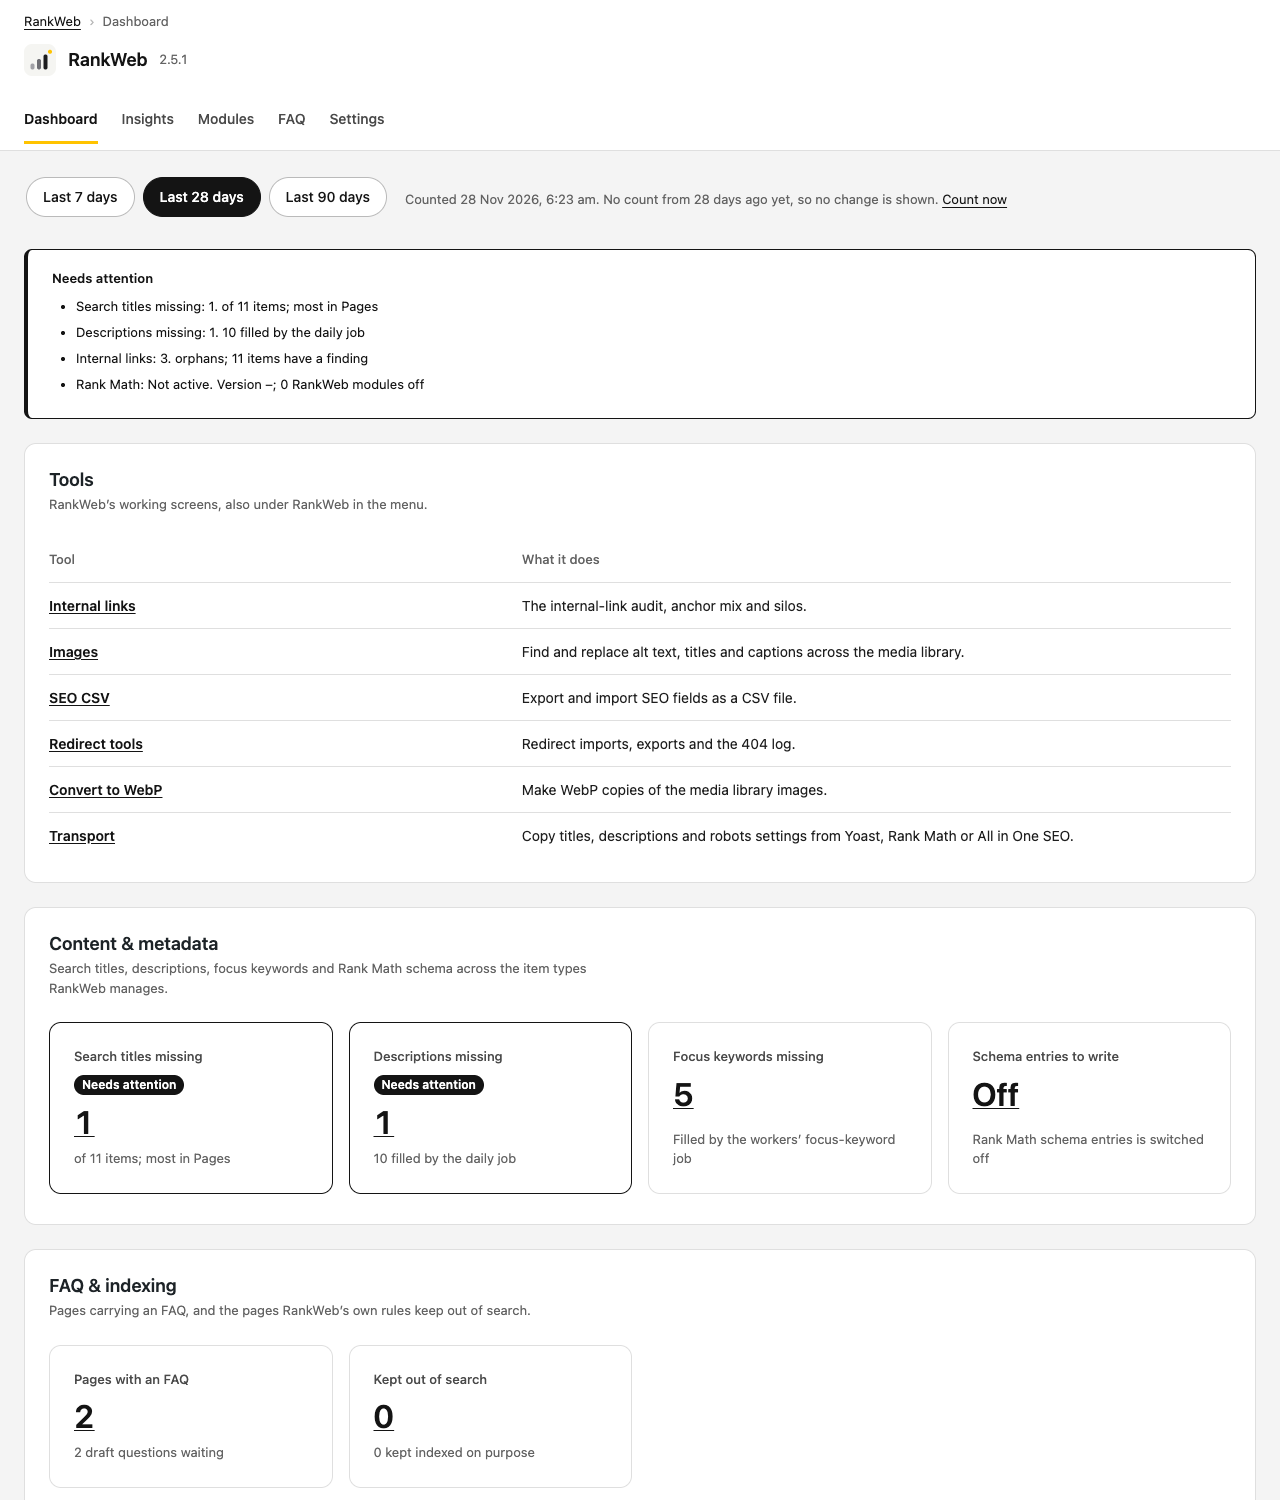 RankWeb › Dashboard
RankWeb 2.5.1
Dashboard Insights Modules FAQ Settings
Last 7 days Last 28 days Last 90 days Counted 28 Nov 2026, 6:23 am. No count from 28 days ago yet, so no change is shown. Count now
Needs attention
• Search titles missing: 1. of 11 items; most in Pages
• Descriptions missing: 1. 10 filled by the daily job
• Internal links: 3. orphans; 11 items have a finding
• Rank Math: Not active. Version –; 0 RankWeb modules off
Tools
RankWeb’s working screens, also under RankWeb in the menu.
Tool What it does
Internal links The internal-link audit, anchor mix and silos.
Images Find and replace alt text, titles and captions across the media library.
SEO CSV Export and import SEO fields as a CSV file.
Redirect tools Redirect imports, exports and the 404 log.
Convert to WebP Make WebP copies of the media library images.
Transport Copy titles, descriptions and robots settings from Yoast, Rank Math or All in One SEO.
Content & metadata
Search titles, descriptions, focus keywords and Rank Math schema across the item types
RankWeb manages.
Search titles missing
Needs attention
1
of 11 items; most in Pages
Descriptions missing
Needs attention
1
10 filled by the daily job
Focus keywords missing
5
Filled by the workers’ focus-keyword
job
Schema entries to write
Off
Rank Math schema entries is switched
off
FAQ & indexing
Pages carrying an FAQ, and the pages RankWeb’s own rules keep out of search.
Pages with an FAQ
2
2 draft questions waiting
Kept out of search
0
0 kept indexed on purpose